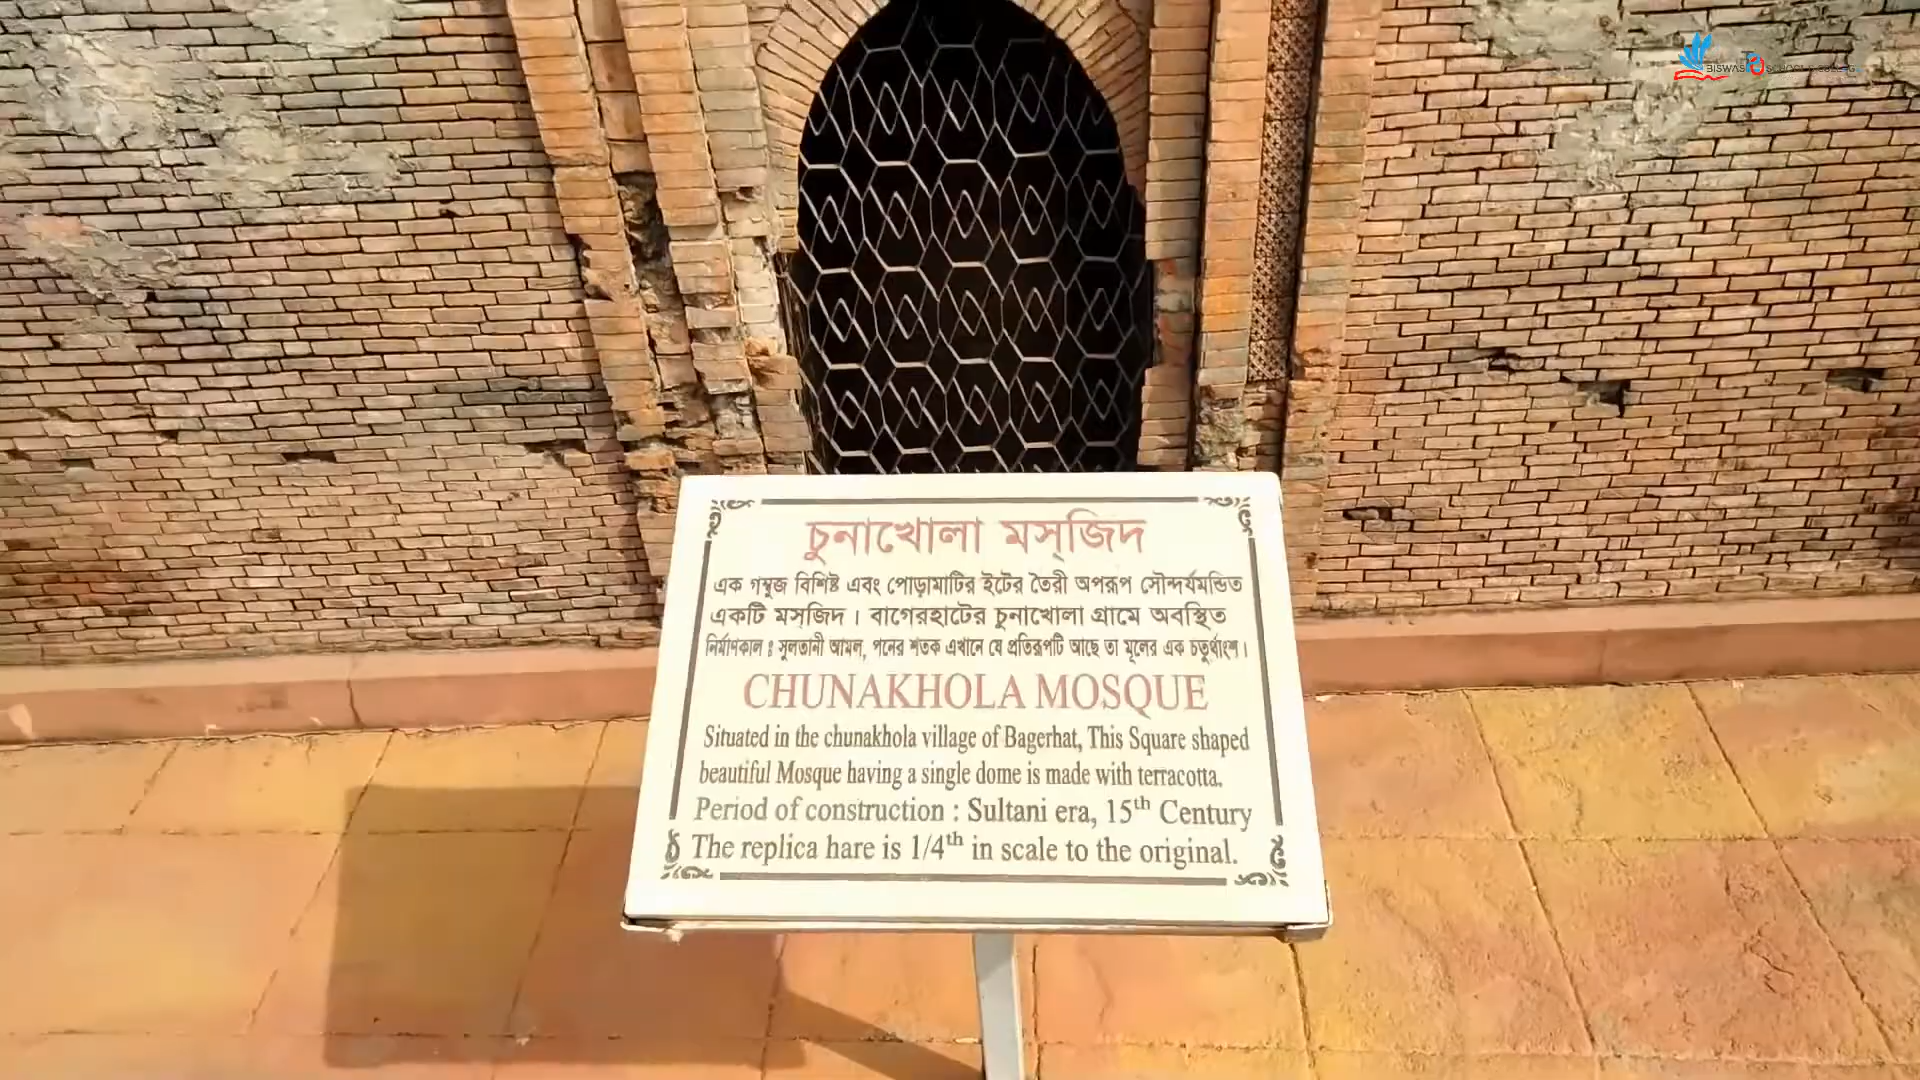 চুনাখোলা মস্‌জিদ
এক গম্বুজ বিশিষ্ট এবং পোড়ামাটির ইটের তৈরী অপরূপ সৌন্দর্যমন্ডিত
একটি মস্‌জিদ। বাগেরহাটের চুনাখোলা গ্রামে অবস্থিত
নির্মাণকাল ঃ সুলতানী আমল, পনের শতক এখানে যে প্রতিরূপটি আছে তা মূলের এক চতুর্থাংশ।
CHUNAKHOLA MOSQUE
Situated in the chunakhola village of Bagerhat, This Square shaped
beautiful Mosque having a single dome is made with terracotta.
Period of construction : Sultani era, 15th Century
The replica hare is 1/4th in scale to the original.
BISWAS